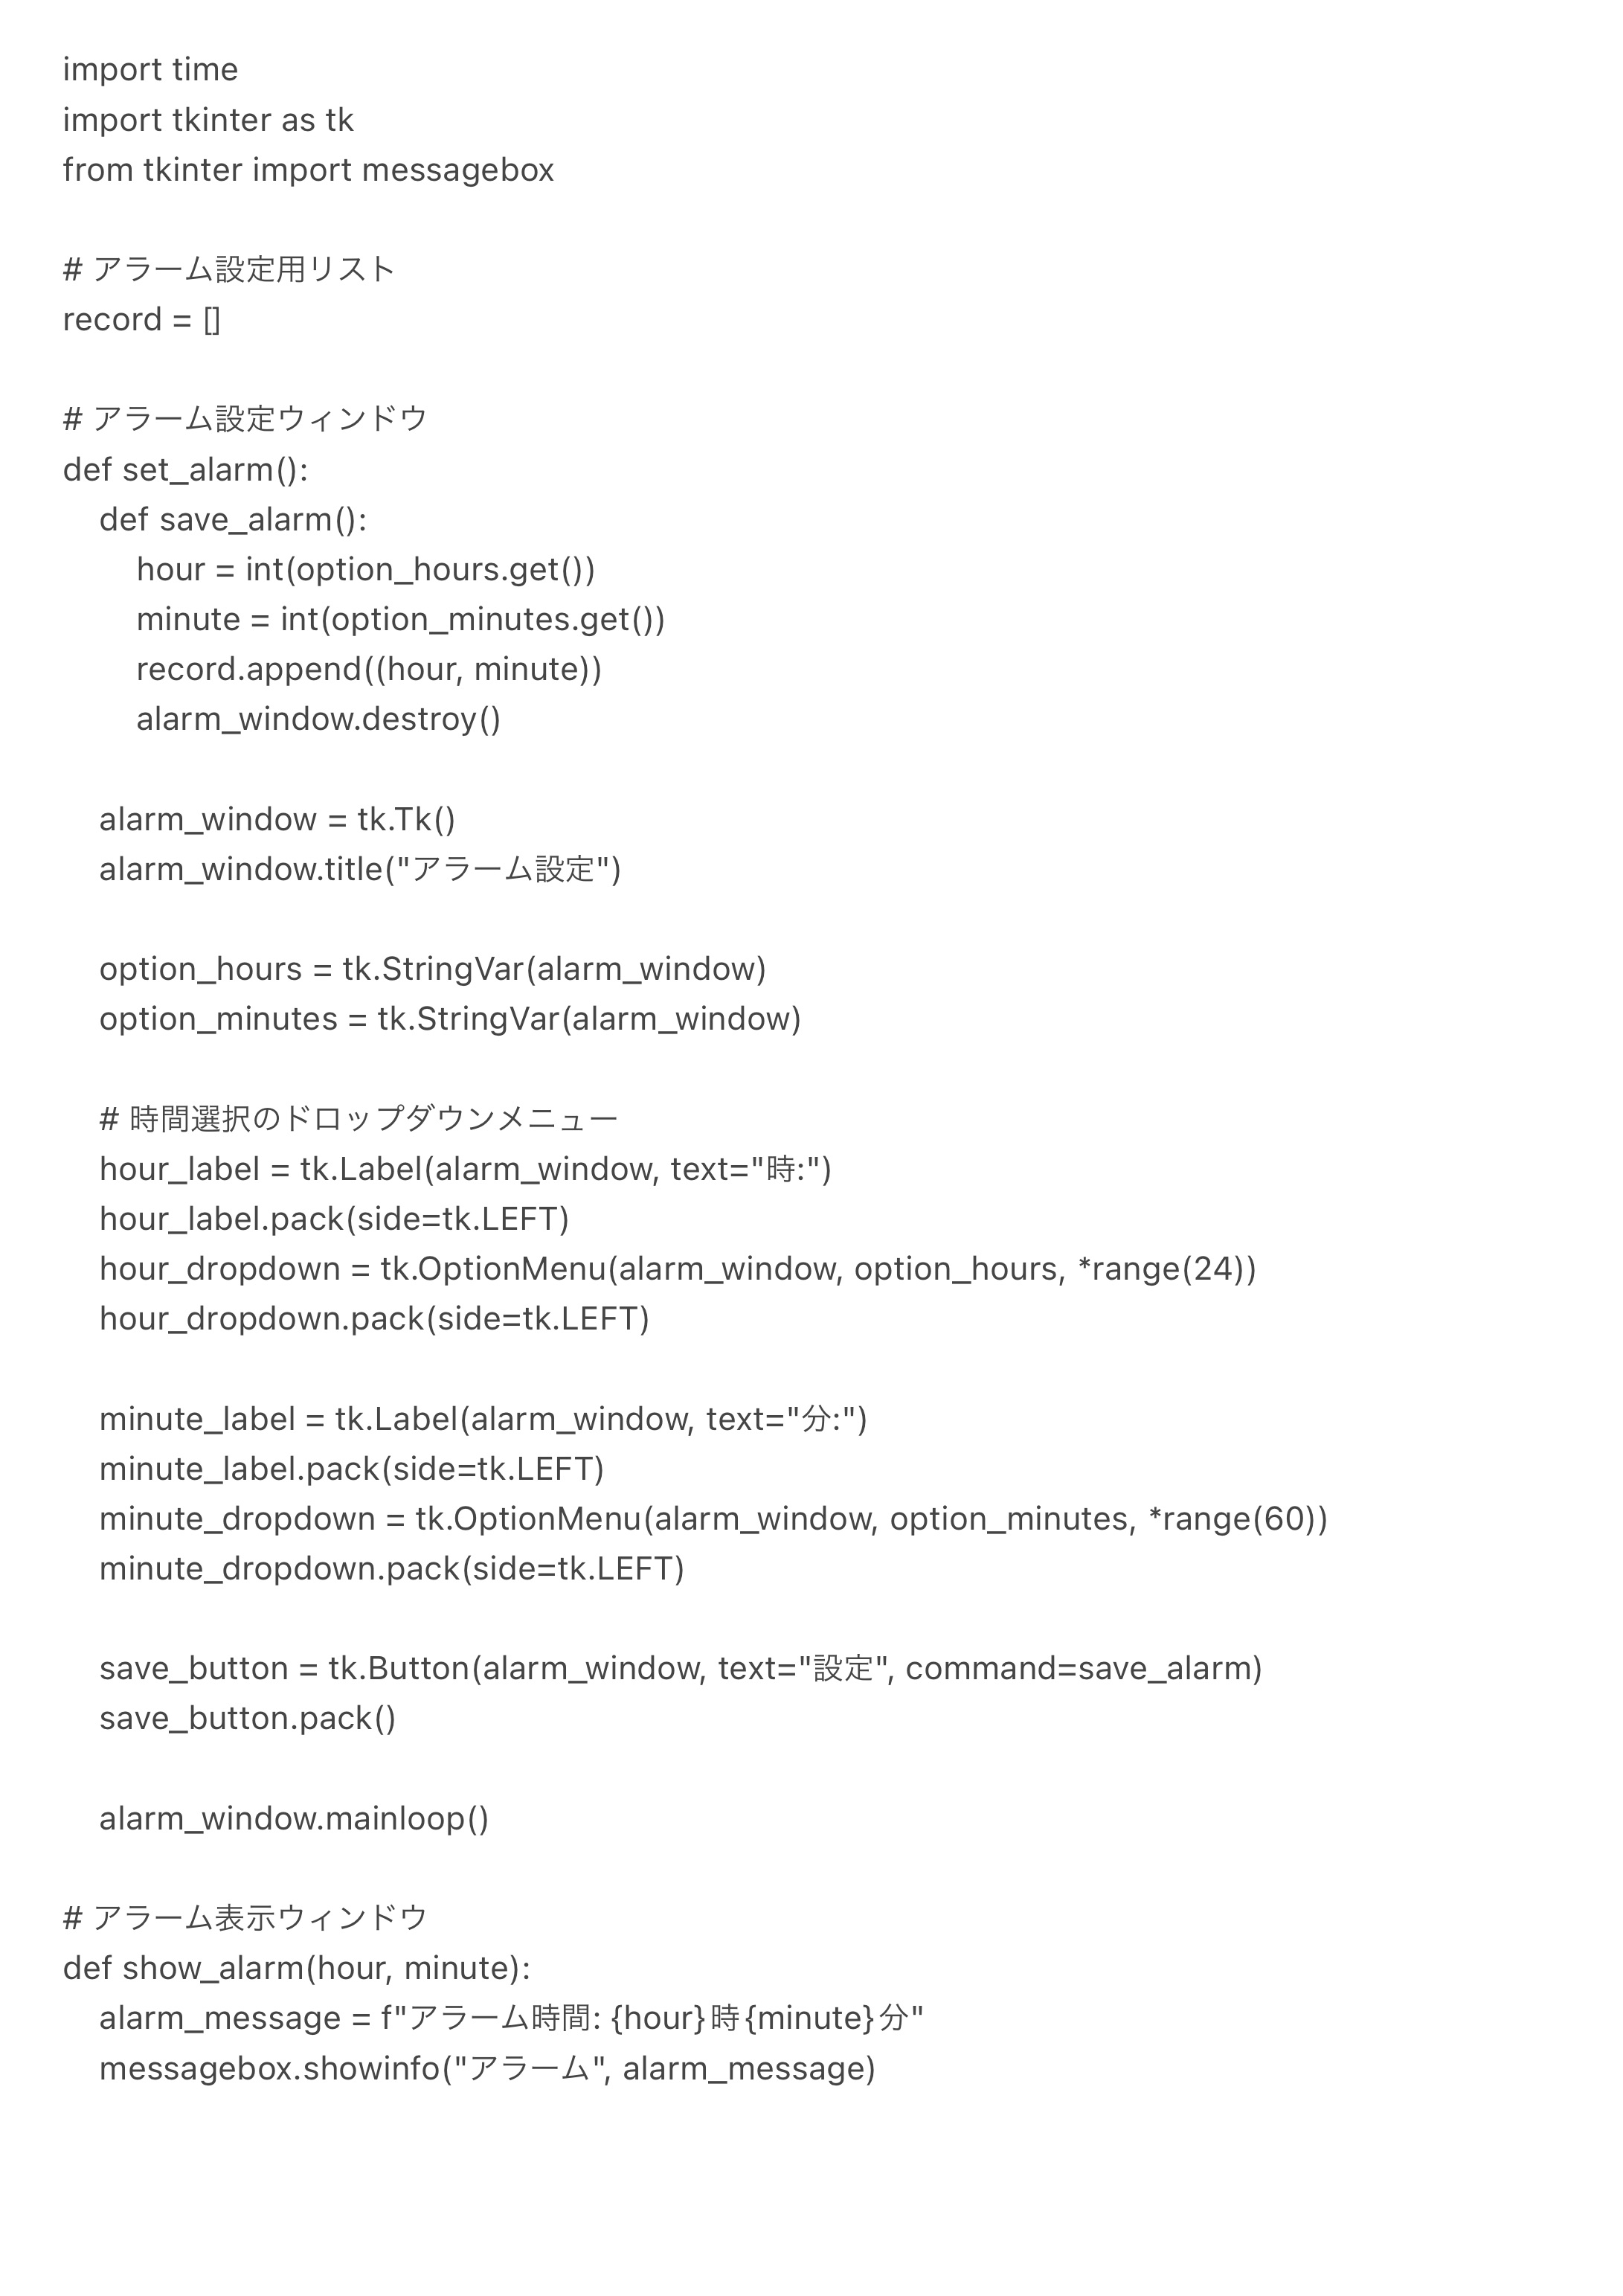 import time
import tkinter as tk
from tkinter import messagebox

# アラーム設定用リスト
record = []

# アラーム設定ウィンドウ
def set_alarm():
    def save_alarm():
        hour = int(option_hours.get())
        minute = int(option_minutes.get())
        record.append((hour, minute))
        alarm_window.destroy()

    alarm_window = tk.Tk()
    alarm_window.title("アラーム設定")

    option_hours = tk.StringVar(alarm_window)
    option_minutes = tk.StringVar(alarm_window)

    # 時間選択のドロップダウンメニュー
    hour_label = tk.Label(alarm_window, text="時:")
    hour_label.pack(side=tk.LEFT)
    hour_dropdown = tk.OptionMenu(alarm_window, option_hours, *range(24))
    hour_dropdown.pack(side=tk.LEFT)

    minute_label = tk.Label(alarm_window, text="分:")
    minute_label.pack(side=tk.LEFT)
    minute_dropdown = tk.OptionMenu(alarm_window, option_minutes, *range(60))
    minute_dropdown.pack(side=tk.LEFT)

    save_button = tk.Button(alarm_window, text="設定", command=save_alarm)
    save_button.pack()

    alarm_window.mainloop()

# アラーム表示ウィンドウ
def show_alarm(hour, minute):
    alarm_message = f"アラーム時間: {hour}時{minute}分"
    messagebox.showinfo("アラーム", alarm_message)